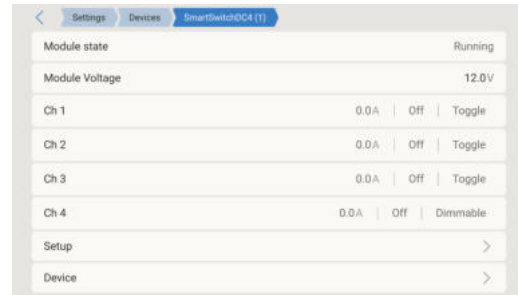 Settings Devices SmartSwitchDC4 (1)
Module state Running
Module Voltage 12.0V
Ch 1 0.0A | Off | Toggle
Ch 2 0.0A | Off | Toggle
Ch 3 0.0A | Off | Toggle
Ch 4 0.0A | Off | Dimmable
Setup
Device